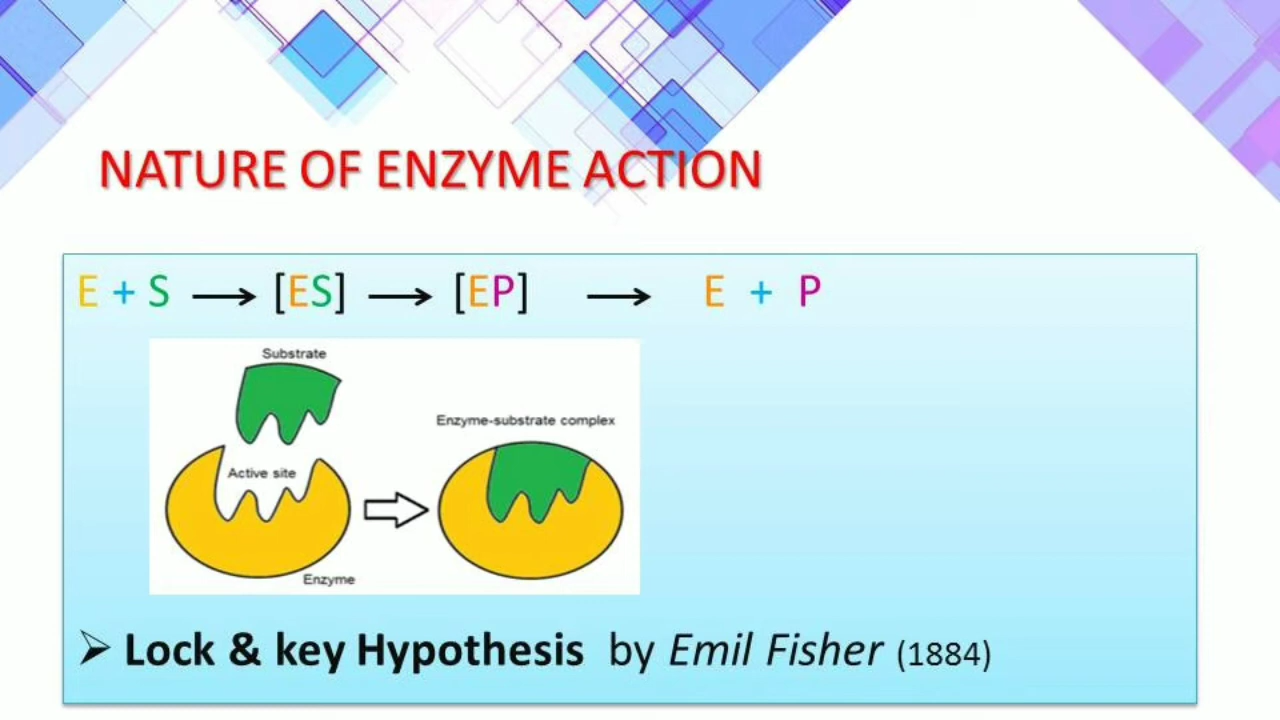 NATURE OF ENZYME ACTION
E + S → [ES] → [EP] → E + P
Substrate
Enzyme-substrate complex
Active site
Enzyme
➢ Lock & key Hypothesis by Emil Fisher (1884)